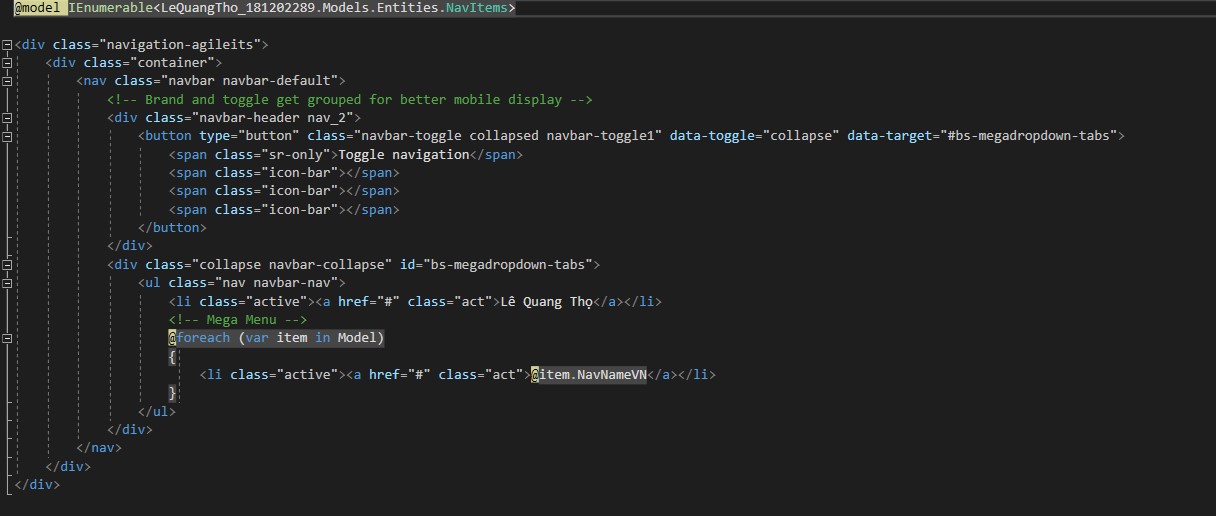 @model IEnumerable<LeQuangTho_181202289.Models.Entities.NavItems>
<div class="navigation-agileits">
<div class="container">
<nav class="navbar navbar-default">
<!-- Brand and toggle get grouped for better mobile display -->
<div class="navbar-header nav_2">
<button type="button" class="navbar-toggle collapsed navbar-toggle1" data-toggle="collapse" data-target="#bs-megadropdown-tabs">
<span class="sr-only">Toggle navigation</span>
<span class="icon-bar"></span>
<span class="icon-bar"></span>
<span class="icon-bar"></span>
</button>
</div>
<div class="collapse navbar-collapse" id="bs-megadropdown-tabs">
<ul class="nav navbar-nav">
<li class="active"><a href="#" class="act">Lê Quang Thọ</a></li>
<!-- Mega Menu -->
@foreach (var item in Model)
{
<li class="active"><a href="#" class="act">@item.NavNameVN</a></li>
}
</ul>
</div>
</nav>
</div>
</div>